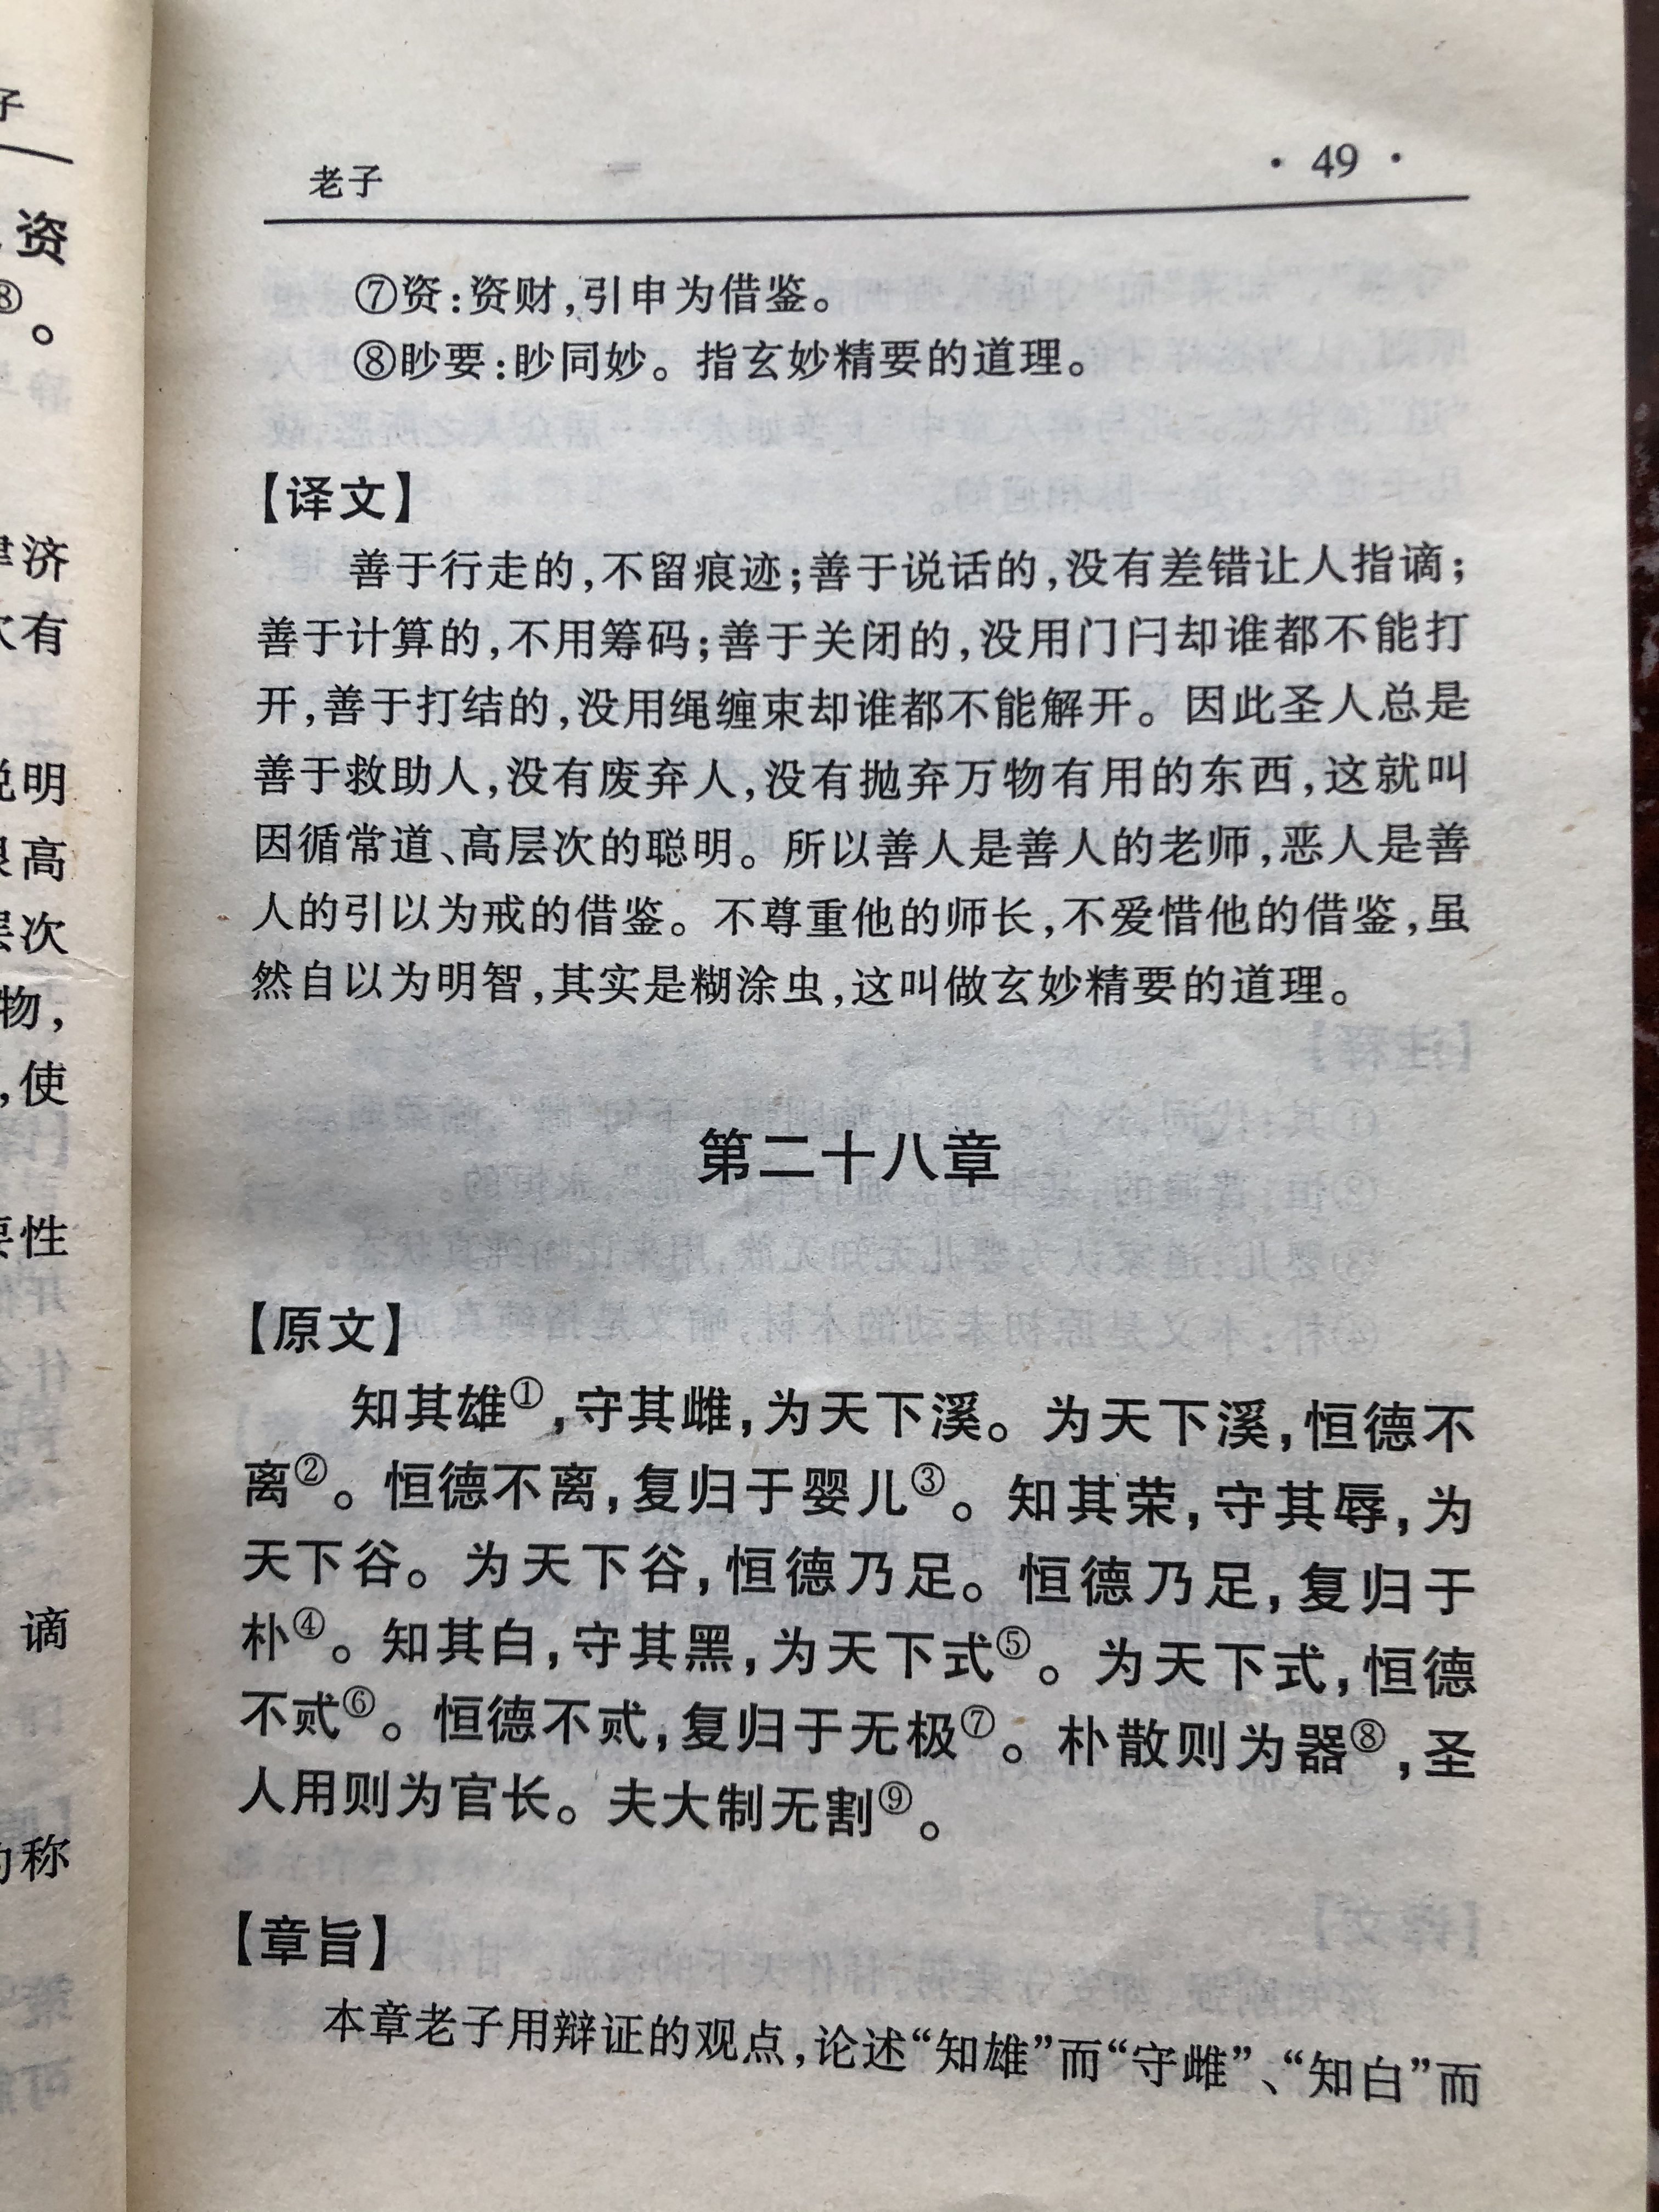 老子
· 49 ·
⑦资:资财,引申为借鉴。
⑧眇要:眇同妙。指玄妙精要的道理。
【译文】
善于行走的,不留痕迹;善于说话的,没有差错让人指谪;
善于计算的,不用筹码;善于关闭的,没用门闩却谁都不能打
开,善于打结的,没用绳缠束却谁都不能解开。因此圣人总是
善于救助人,没有废弃人,没有抛弃万物有用的东西,这就叫
因循常道、高层次的聪明。所以善人是善人的老师,恶人是善
人的引以为戒的借鉴。不尊重他的师长,不爱惜他的借鉴,虽
然自以为明智,其实是糊涂虫,这叫做玄妙精要的道理。
第二十八章
【原文】
知其雄①,守其雌,为天下溪。为天下溪,恒德不
离②。恒德不离,复归于婴儿③。知其荣,守其辱,为
天下谷。为天下谷,恒德乃足。恒德乃足,复归于
朴④。知其白,守其黑,为天下式⑤。为天下式,恒德
不贰⑥。恒德不贰,复归于无极⑦。朴散则为器⑧,圣
人用则为官长。夫大制无割⑨。
【章旨】
本章老子用辩证的观点,论述“知雄”而“守雌”、“知白”而